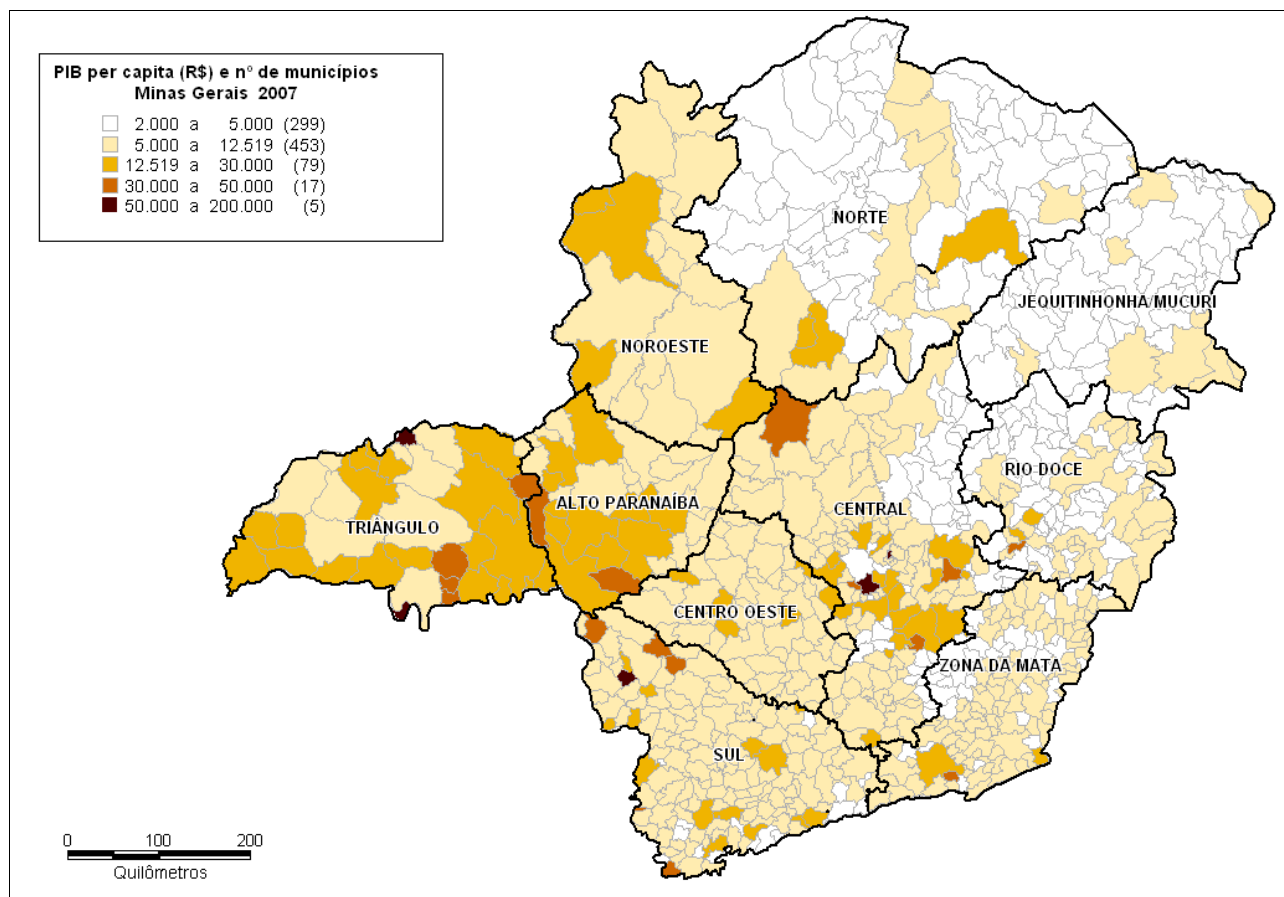 PIB per capita (R$) e nº de municípios
Minas Gerais 2007
2.000 a 5.000 (299)
5.000 a 12.519 (453)
12.519 a 30.000 (79)
30.000 a 50.000 (17)
50.000 a 200.000 (5)
NORTE
JEQUITINHONHA/MUCURI
NOROESTE
RIO DOCE
ALTO PARANAÍBA
CENTRAL
TRIÂNGULO
CENTRO OESTE
ZONA DA MATA
SUL
0 100 200
Quilômetros